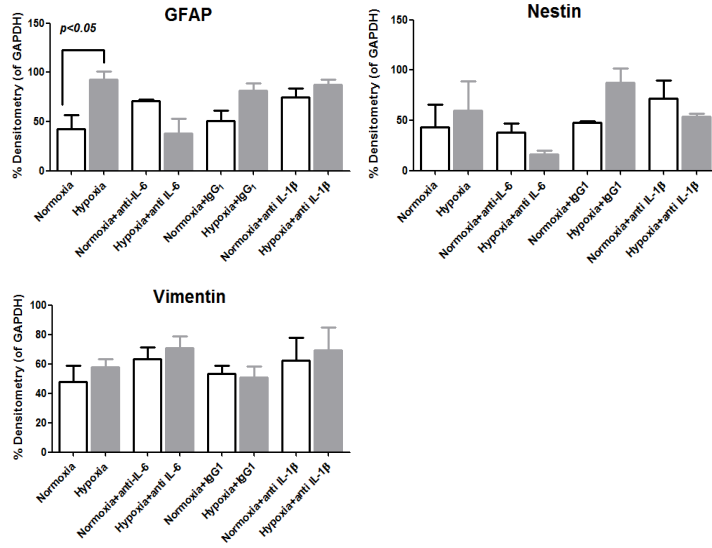 GFAP
p<0.05
% Densitometry (of GAPDH)
150
100
50
0
Normoxia
Hypoxia
Normoxia+anti-IL-6
Hypoxia+anti IL-6
Normoxia+IgG₁
Hypoxia+IgG₁
Normoxia+anti IL-1β
Hypoxia+anti IL-1β
Nestin
% Densitometry (of GAPDH)
150
100
50
0
Normoxia
Hypoxia
Normoxia+anti-IL-6
Hypoxia+anti IL-6
Normoxia+IgG1
Hypoxia+IgG1
Normoxia+anti IL-1β
Hypoxia+anti IL-1β
Vimentin
% Densitometry (of GAPDH)
100
80
60
40
20
0
Normoxia
Hypoxia
Normoxia+anti-IL-6
Hypoxia+anti IL-6
Normoxia+IgG1
Hypoxia+IgG1
Normoxia+anti IL-1β
Hypoxia+anti IL-1β